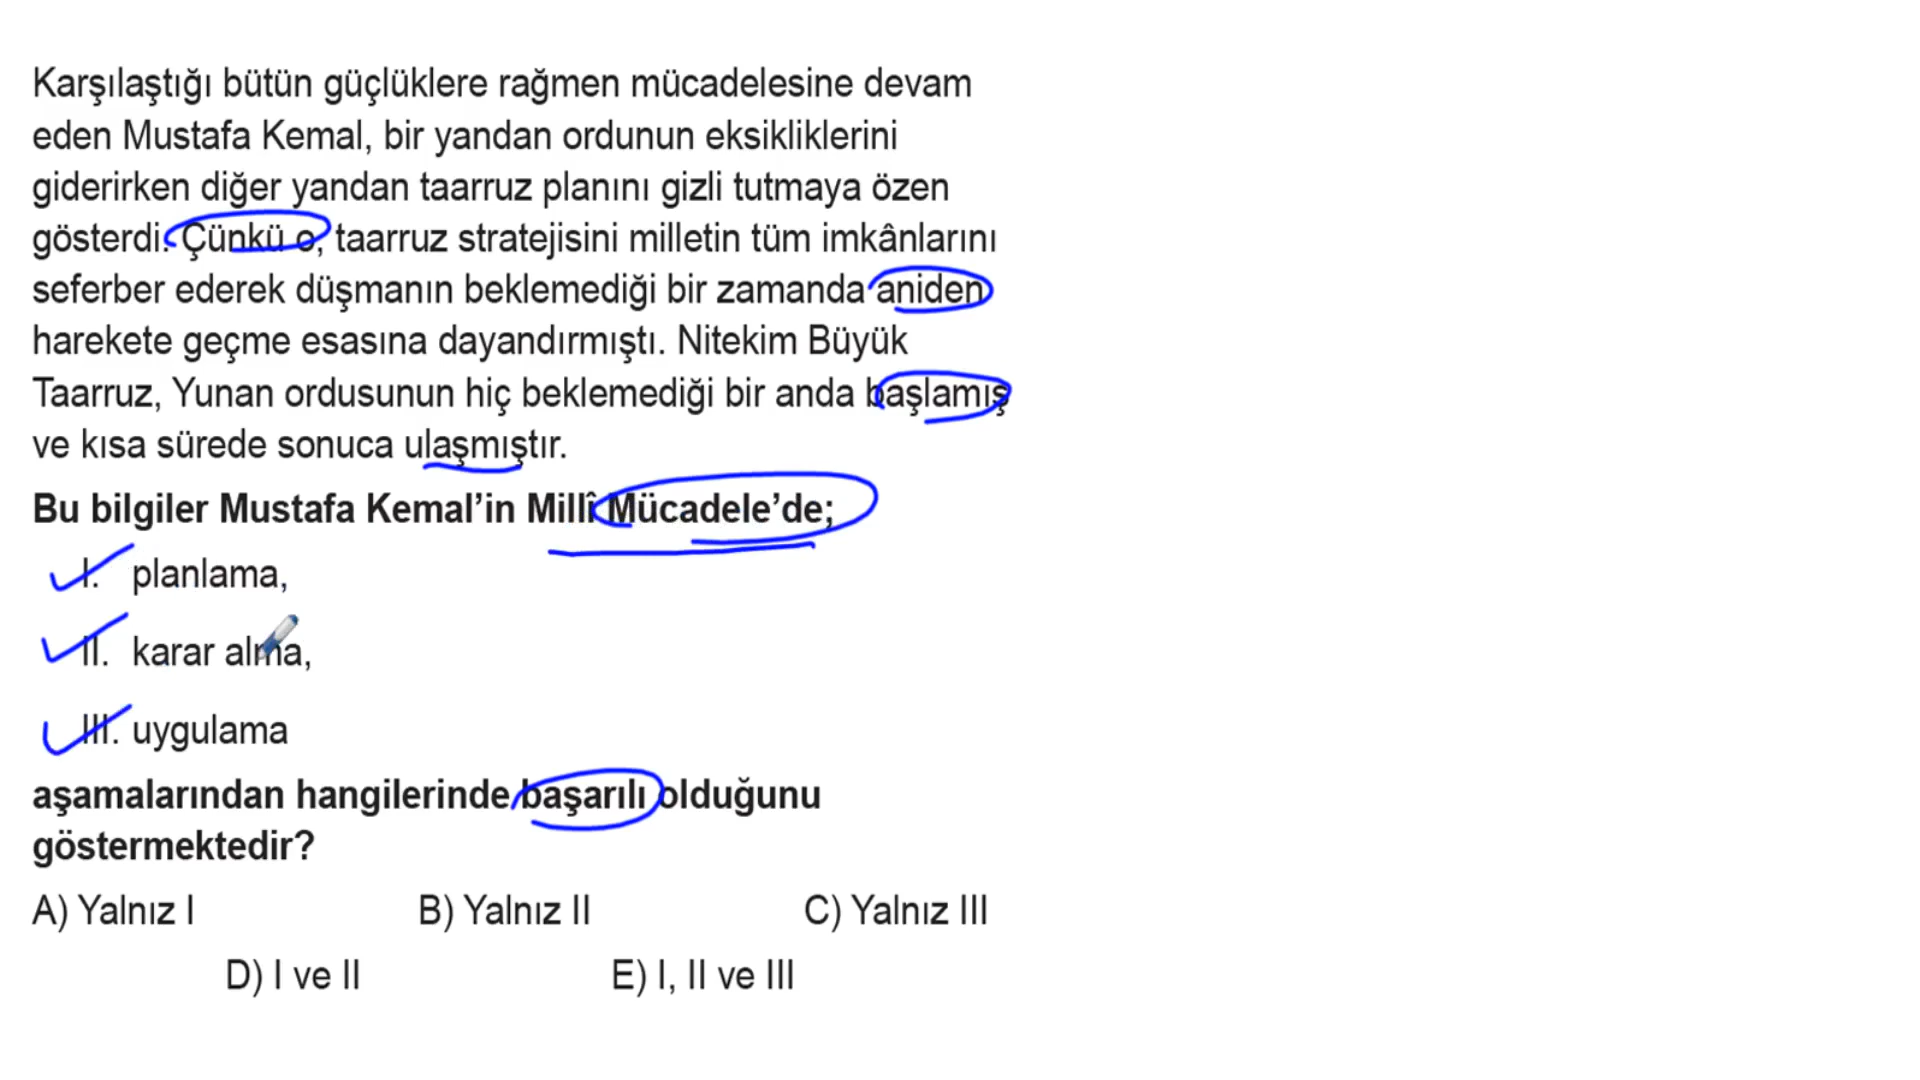 Karşılaştığı bütün güçlüklere rağmen mücadelesine devam
eden Mustafa Kemal, bir yandan ordunun eksikliklerini
giderirken diğer yandan taarruz planını gizli tutmaya özen
gösterdi. Çünkü o, taarruz stratejisini milletin tüm imkânlarını
seferber ederek düşmanın beklemediği bir zamanda aniden
harekete geçme esasına dayandırmıştı. Nitekim Büyük
Taarruz, Yunan ordusunun hiç beklemediği bir anda başlamış
ve kısa sürede sonuca ulaşmıştır.
Bu bilgiler Mustafa Kemal’in Millî Mücadele’de;
I. planlama,
II. karar alma,
III. uygulama
aşamalarından hangilerinde başarılı olduğunu
göstermektedir?
A) Yalnız I B) Yalnız II C) Yalnız III
D) I ve II E) I, II ve III